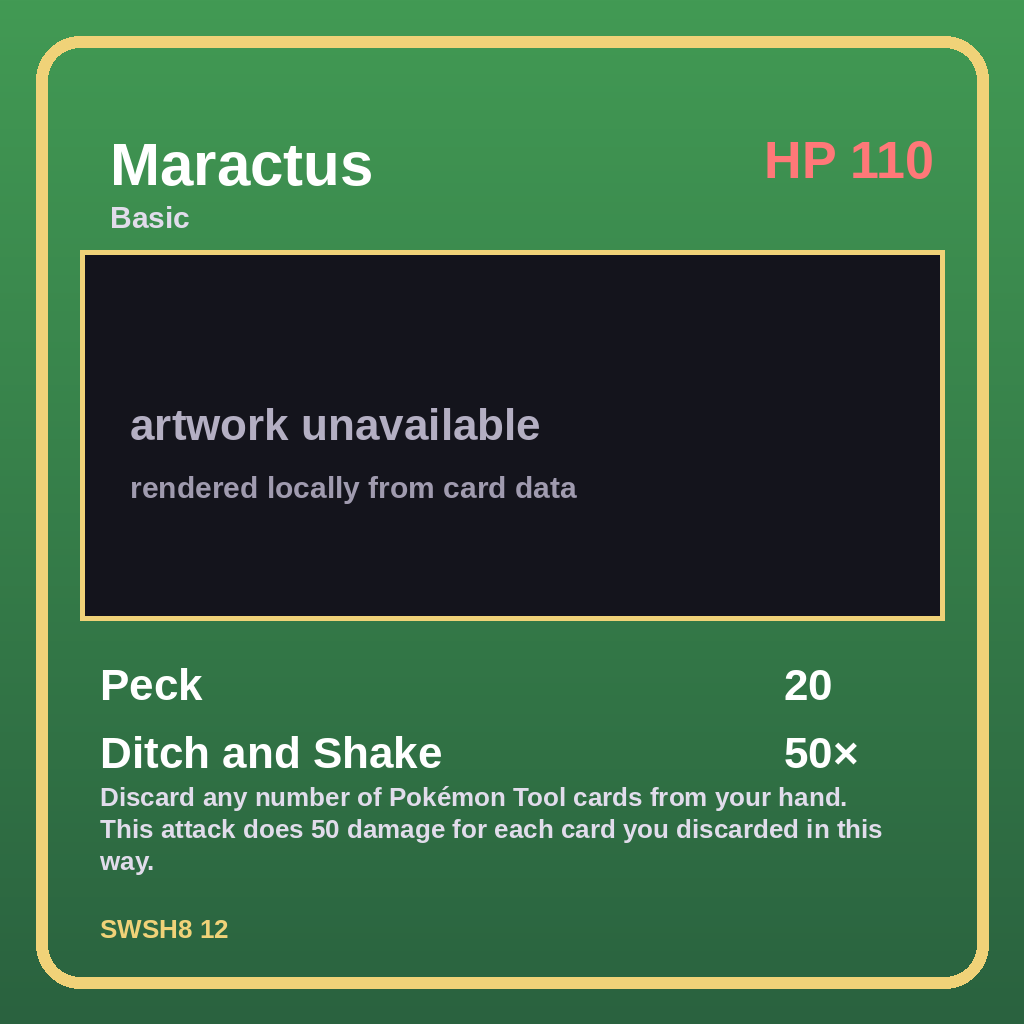 Maractus
HP 110
Basic
artwork unavailable
rendered locally from card data
Peck 20
Ditch and Shake 50×
Discard any number of Pokémon Tool cards from your hand.
This attack does 50 damage for each card you discarded in this
way.
SWSH8 12